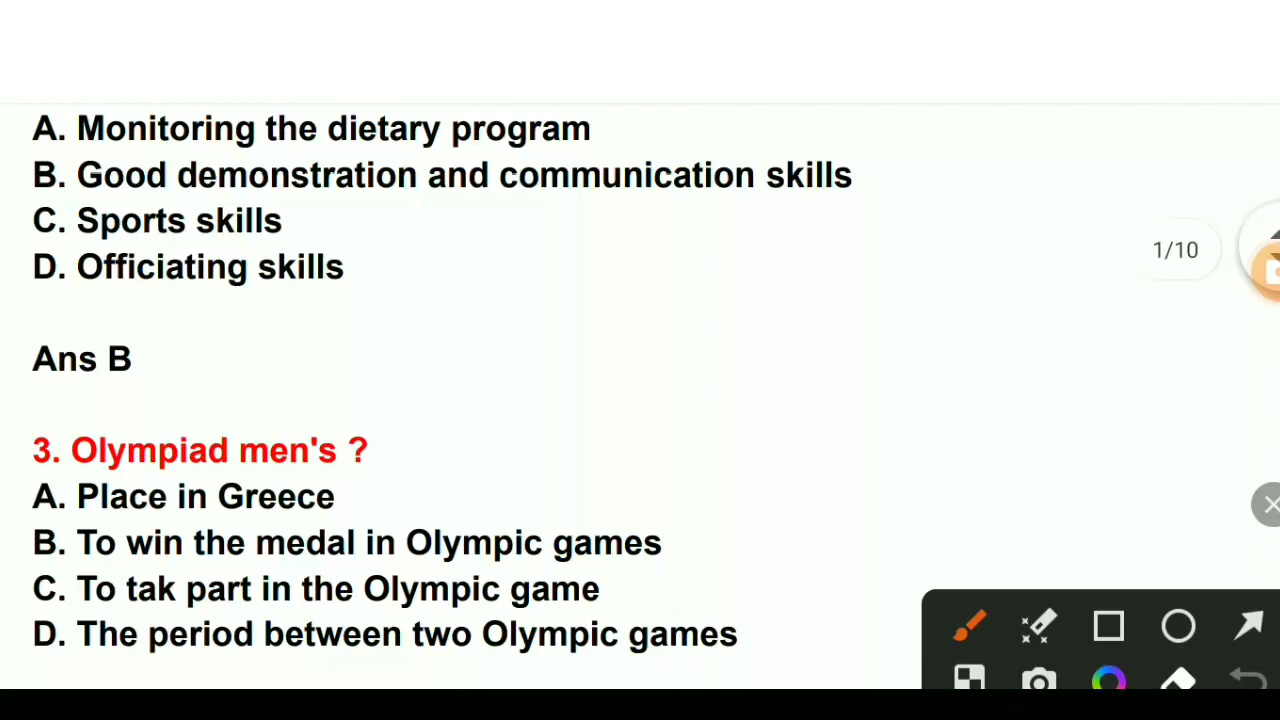 A. Monitoring the dietary program
B. Good demonstration and communication skills
C. Sports skills
1/10
D. Officiating skills
Ans B
3. Olympiad men's ?
A. Place in Greece
B. To win the medal in Olympic games
C. To tak part in the Olympic game
D. The period between two Olympic games